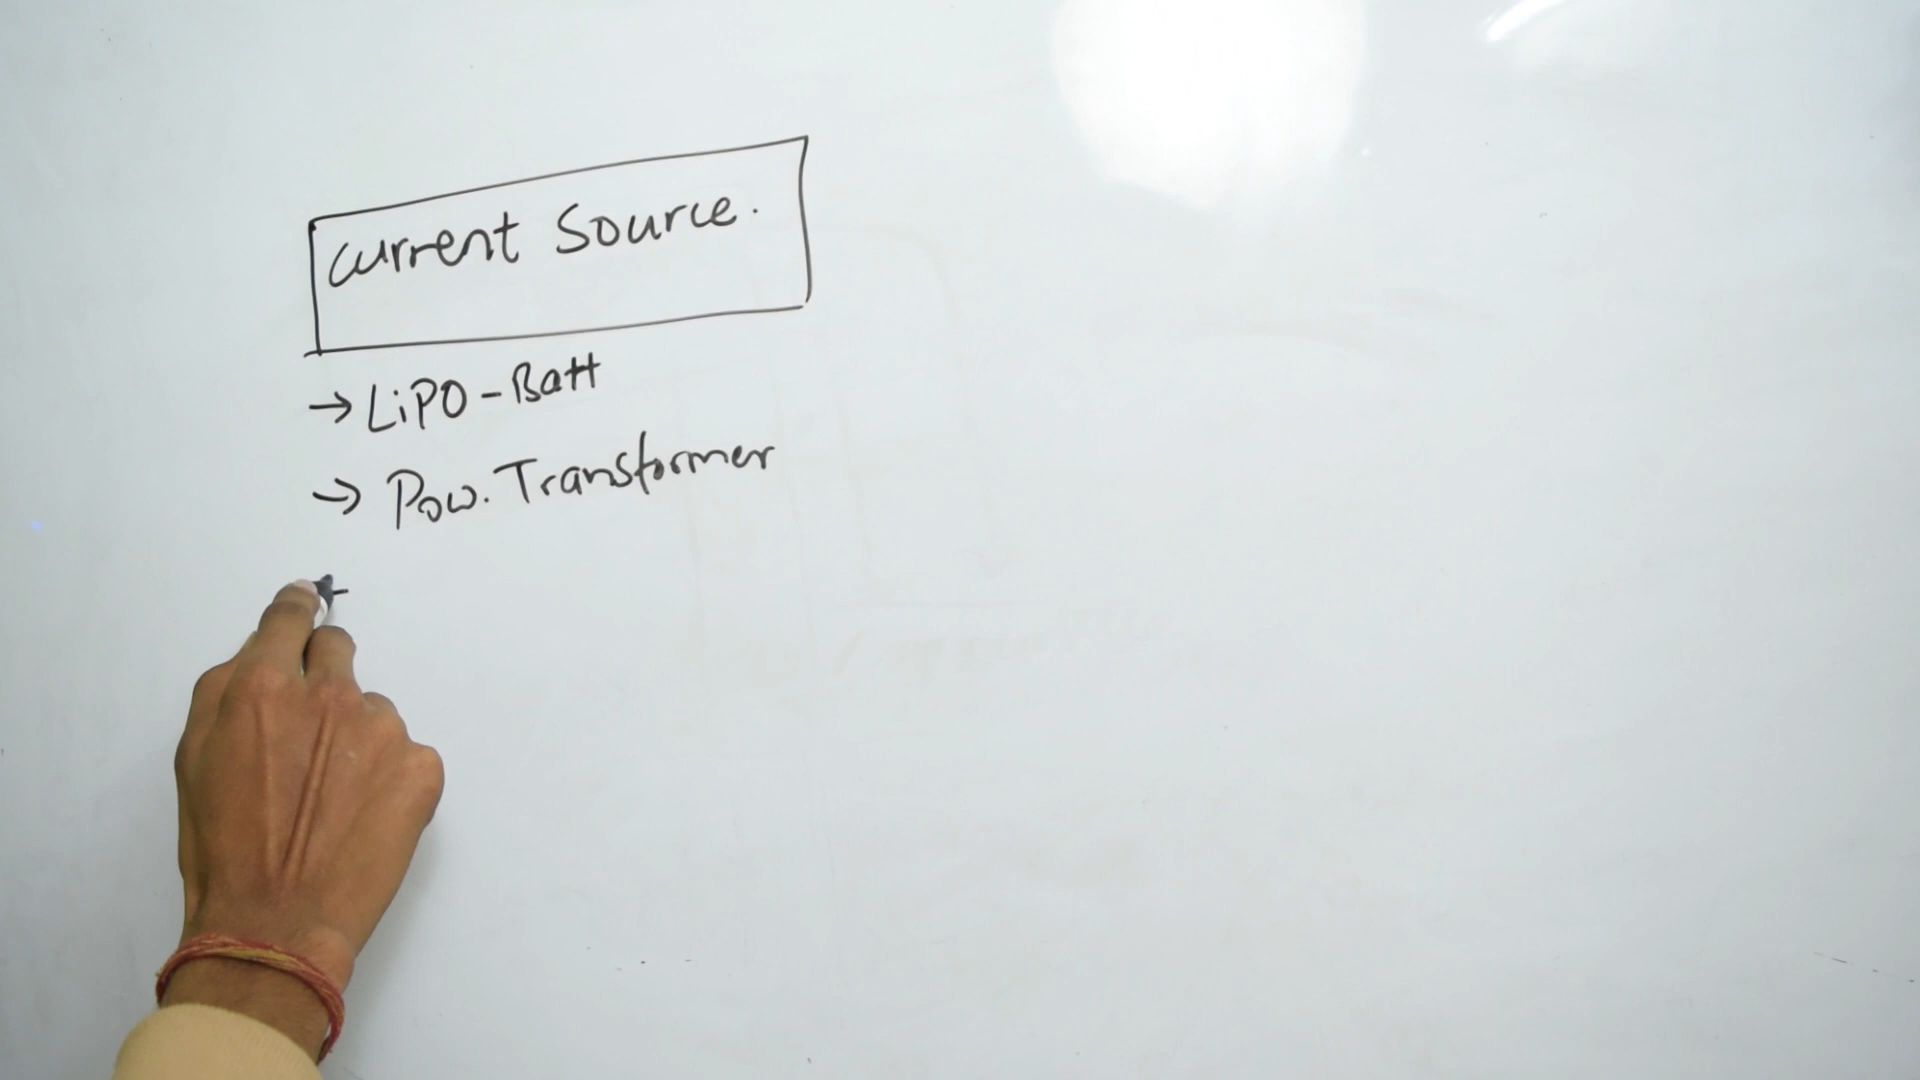 Current Source.
→ LiPO - Batt
→ Pow. Transformer